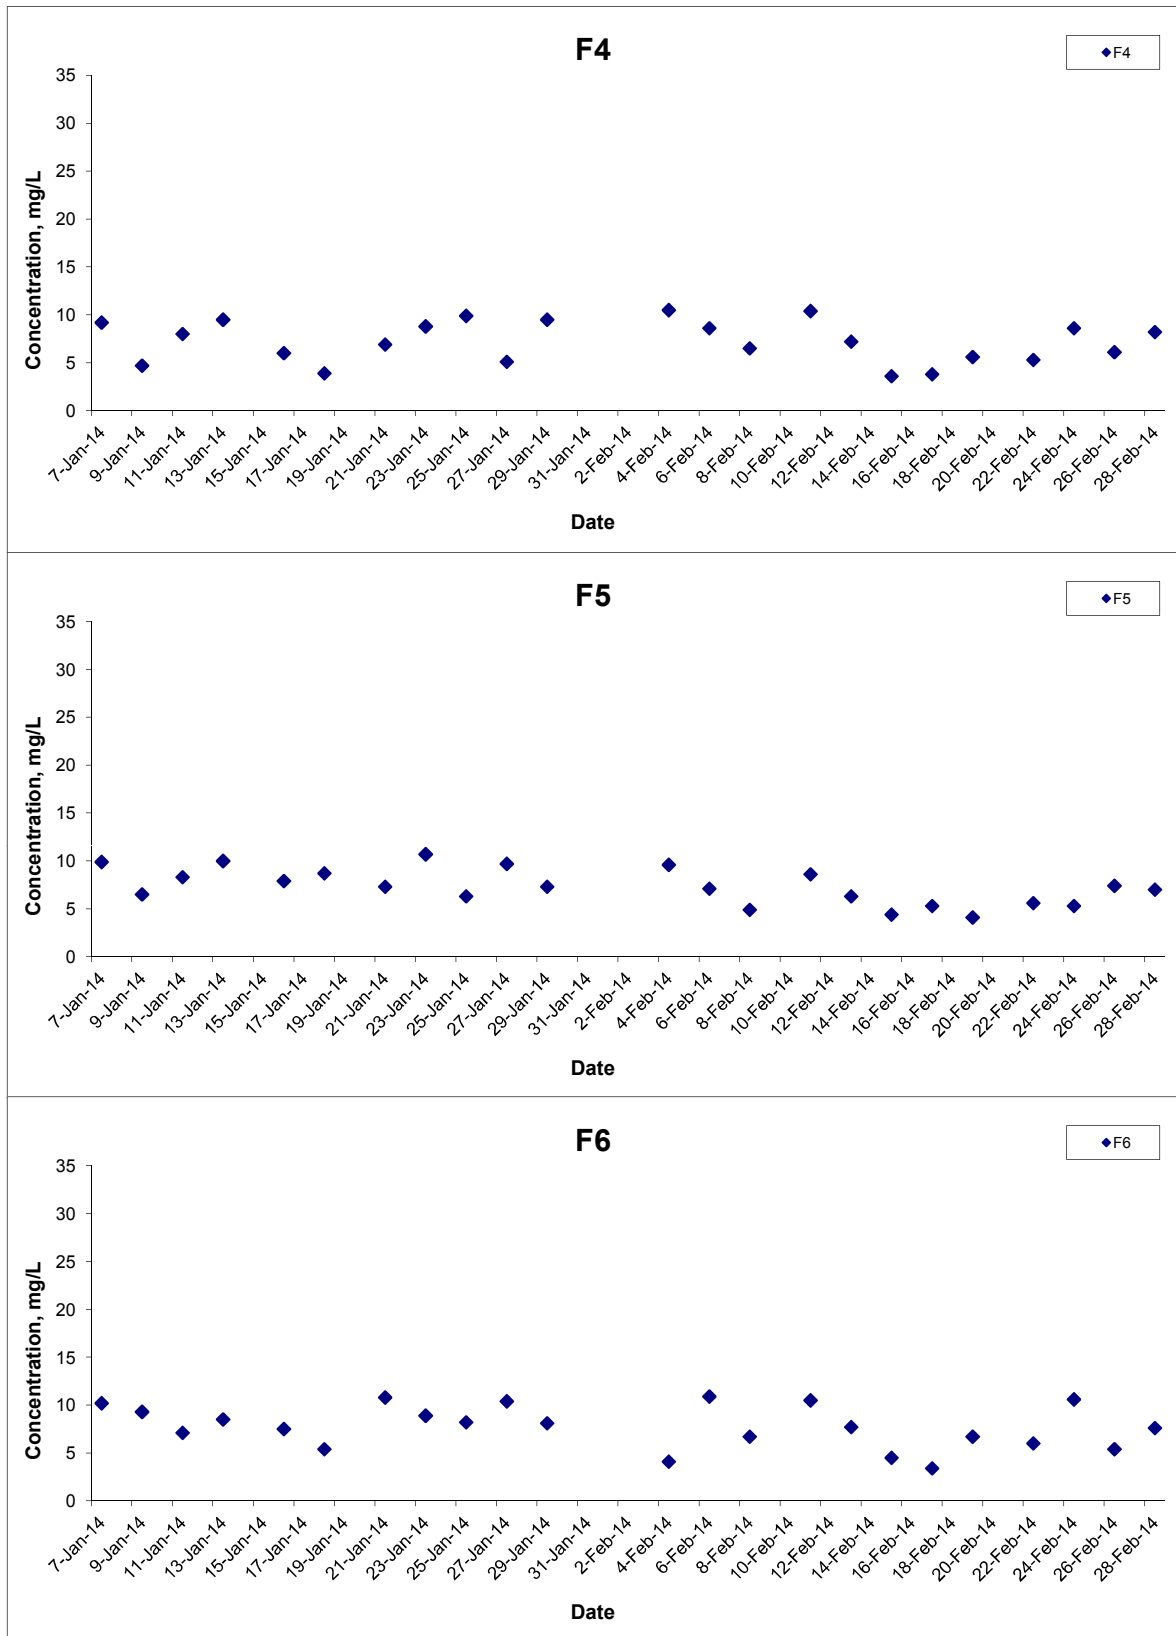 F4
F4
35
30
25
20
15
10
5
0
Concentration, mg/L
7-Jan-14
9-Jan-14
11-Jan-14
13-Jan-14
15-Jan-14
17-Jan-14
19-Jan-14
21-Jan-14
23-Jan-14
25-Jan-14
27-Jan-14
29-Jan-14
31-Jan-14
2-Feb-14
4-Feb-14
6-Feb-14
8-Feb-14
10-Feb-14
12-Feb-14
14-Feb-14
16-Feb-14
18-Feb-14
20-Feb-14
22-Feb-14
24-Feb-14
26-Feb-14
28-Feb-14
Date
F5
F5
35
30
25
20
15
10
5
0
Concentration, mg/L
7-Jan-14
9-Jan-14
11-Jan-14
13-Jan-14
15-Jan-14
17-Jan-14
19-Jan-14
21-Jan-14
23-Jan-14
25-Jan-14
27-Jan-14
29-Jan-14
31-Jan-14
2-Feb-14
4-Feb-14
6-Feb-14
8-Feb-14
10-Feb-14
12-Feb-14
14-Feb-14
16-Feb-14
18-Feb-14
20-Feb-14
22-Feb-14
24-Feb-14
26-Feb-14
28-Feb-14
Date
F6
F6
35
30
25
20
15
10
5
0
Concentration, mg/L
7-Jan-14
9-Jan-14
11-Jan-14
13-Jan-14
15-Jan-14
17-Jan-14
19-Jan-14
21-Jan-14
23-Jan-14
25-Jan-14
27-Jan-14
29-Jan-14
31-Jan-14
2-Feb-14
4-Feb-14
6-Feb-14
8-Feb-14
10-Feb-14
12-Feb-14
14-Feb-14
16-Feb-14
18-Feb-14
20-Feb-14
22-Feb-14
24-Feb-14
26-Feb-14
28-Feb-14
Date